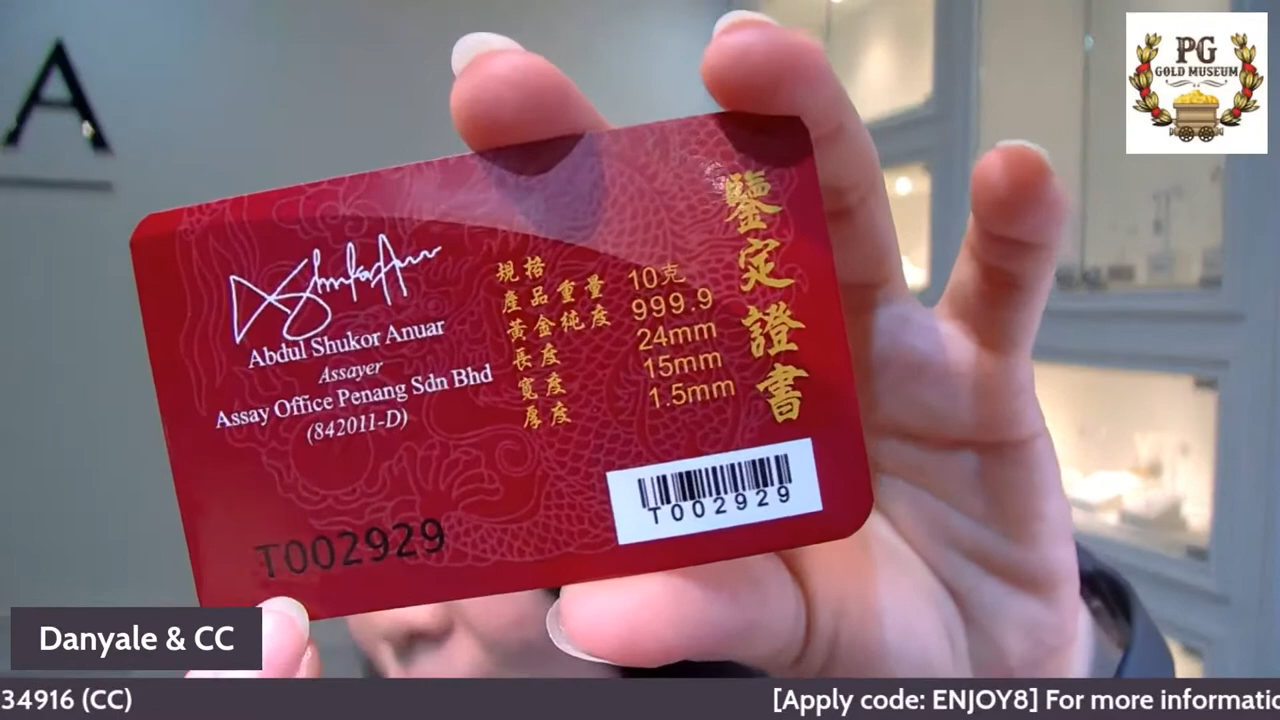 A
PG
GOLD MUSEUM
Abdul Shukor Anuar
Assayer
Assay Office Penang Sdn Bhd
(842011-D)
規格
產品重量 10克
黃金純度 999.9
長度 24mm
寬度 15mm
厚度 1.5mm
鑒定證書
T002929
T002929
Danyale & CC
34916 (CC)
[Apply code: ENJOY8] For more informatio